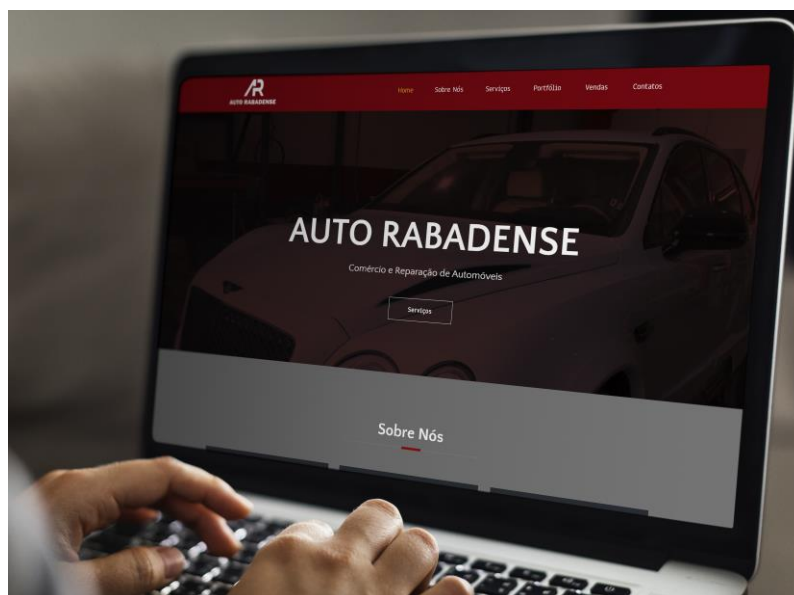 AR
AUTO RABADENSE
Home Sobre Nós Serviços Portfólio Vendas Contatos
AUTO RABADENSE
Comércio e Reparação de Automóveis
Serviços
Sobre Nós